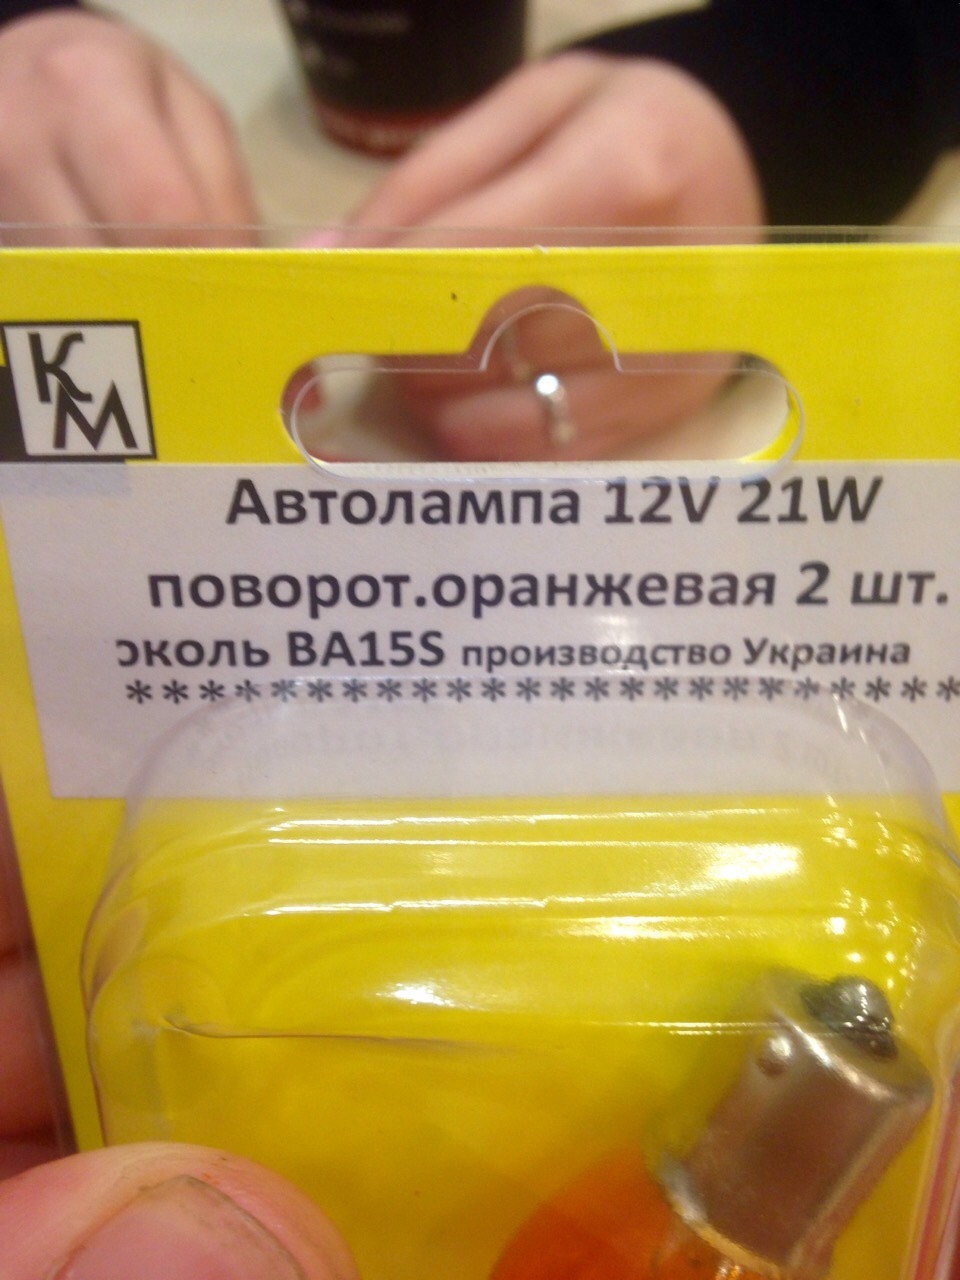 КМ
Автолампа 12V 21W
поворот.оранжевая 2 шт.
околь BA15S производство Украина
**************************